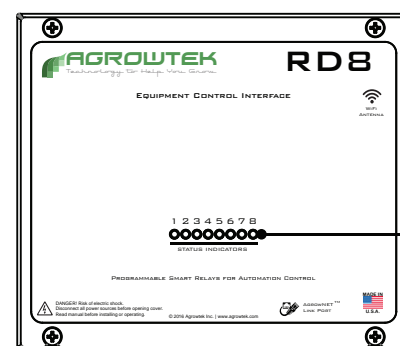 AGROWTEK
Technology To Help You Grow
RD8
EQUIPMENT CONTROL INTERFACE
WIFI
ANTENNA
1 2 3 4 5 6 7 8
STATUS INDICATORS
PROGRAMMABLE SMART RELAYS FOR AUTOMATION CONTROL
DANGER! Risk of electric shock.
Disconnect all power sources before opening cover.
Read manual before installing or operating.
© 2016 Agrowtek Inc. | www.agrowtek.com
AGROWNET™
LINK PORT
MADE IN
U.S.A.